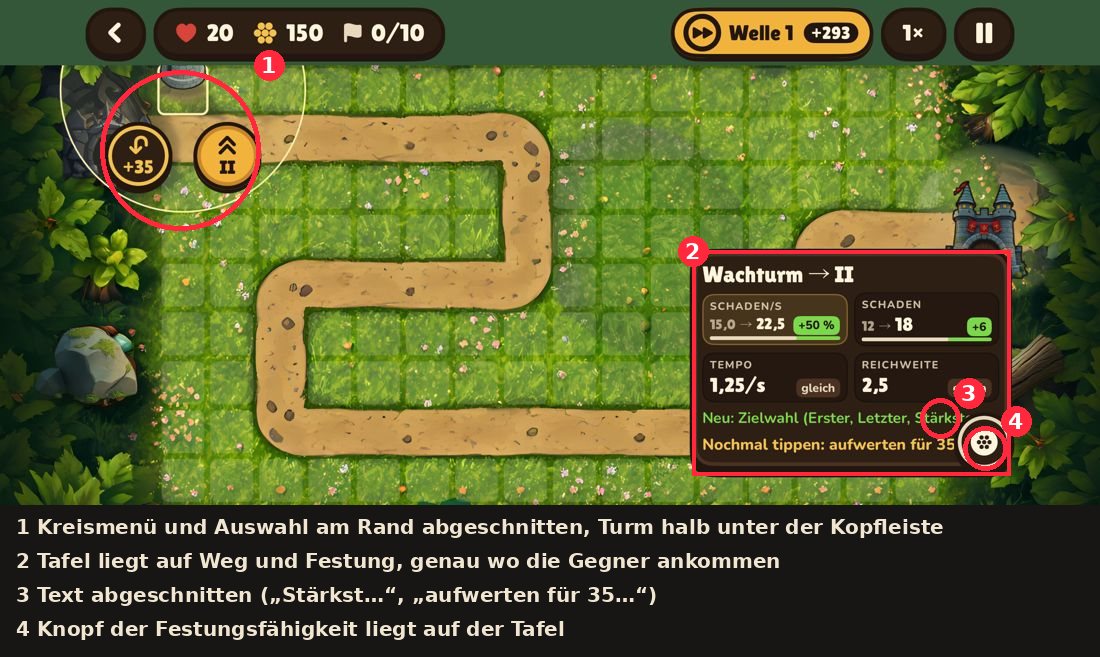 20 150 0/10 Welle 1 +293 1×
1
+35 II
2
Wachturm → II
SCHADEN/S SCHADEN
15,0 → 22,5 +50 % 12 → 18 +6
TEMPO REICHWEITE
1,25/s gleich 2,5
3
Neu: Zielwahl (Erster, Letzter, Stärkst
4
Nochmal tippen: aufwerten für 35
1 Kreismenü und Auswahl am Rand abgeschnitten, Turm halb unter der Kopfleiste
2 Tafel liegt auf Weg und Festung, genau wo die Gegner ankommen
3 Text abgeschnitten („Stärkst…“, „aufwerten für 35…“)
4 Knopf der Festungsfähigkeit liegt auf der Tafel